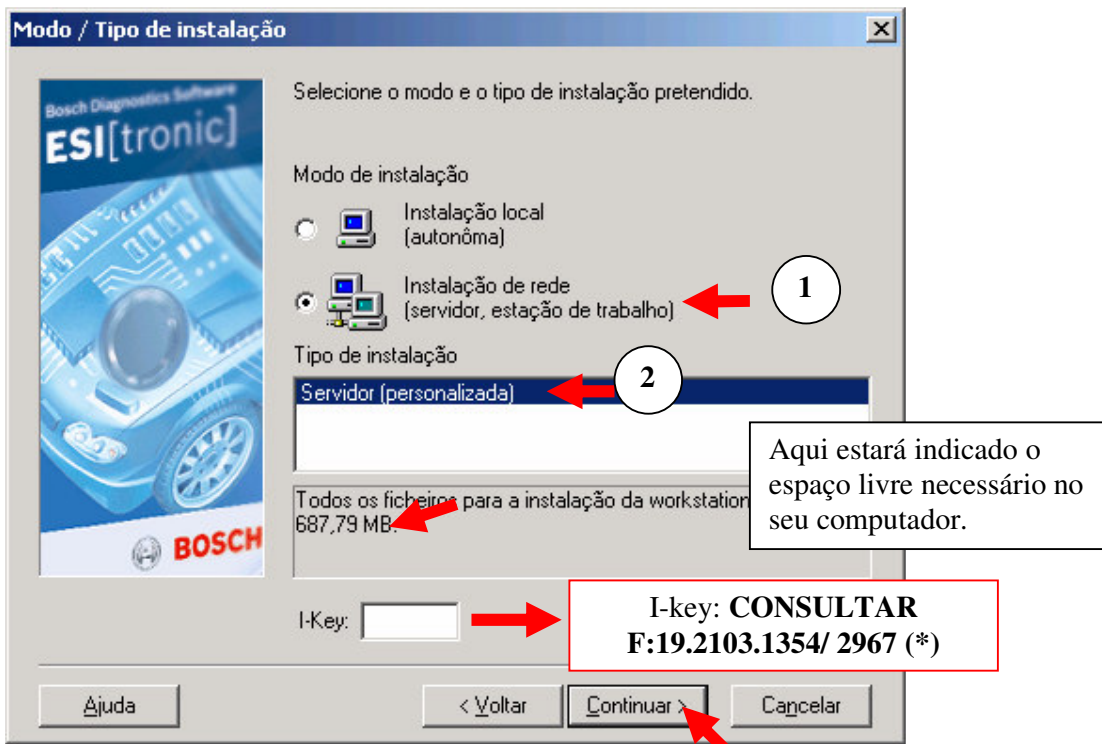 Modo / Tipo de instalação
Bosch Diagnostics Software
ESI[tronic]
Selecione o modo e o tipo de instalação pretendido.
Modo de instalação
Instalação local
(autonôma)
Instalação de rede
(servidor, estação de trabalho)
1
Tipo de instalação
Servidor (personalizada)
2
Aqui estará indicado o
espaço livre necessário no
seu computador.
Todos os ficheiros para a instalação da workstation
687,79 MB.
BOSCH
I-Key:
I-key: CONSULTAR
F:19.2103.1354/ 2967 (*)
Ajuda
< Voltar
Continuar >
Cancelar